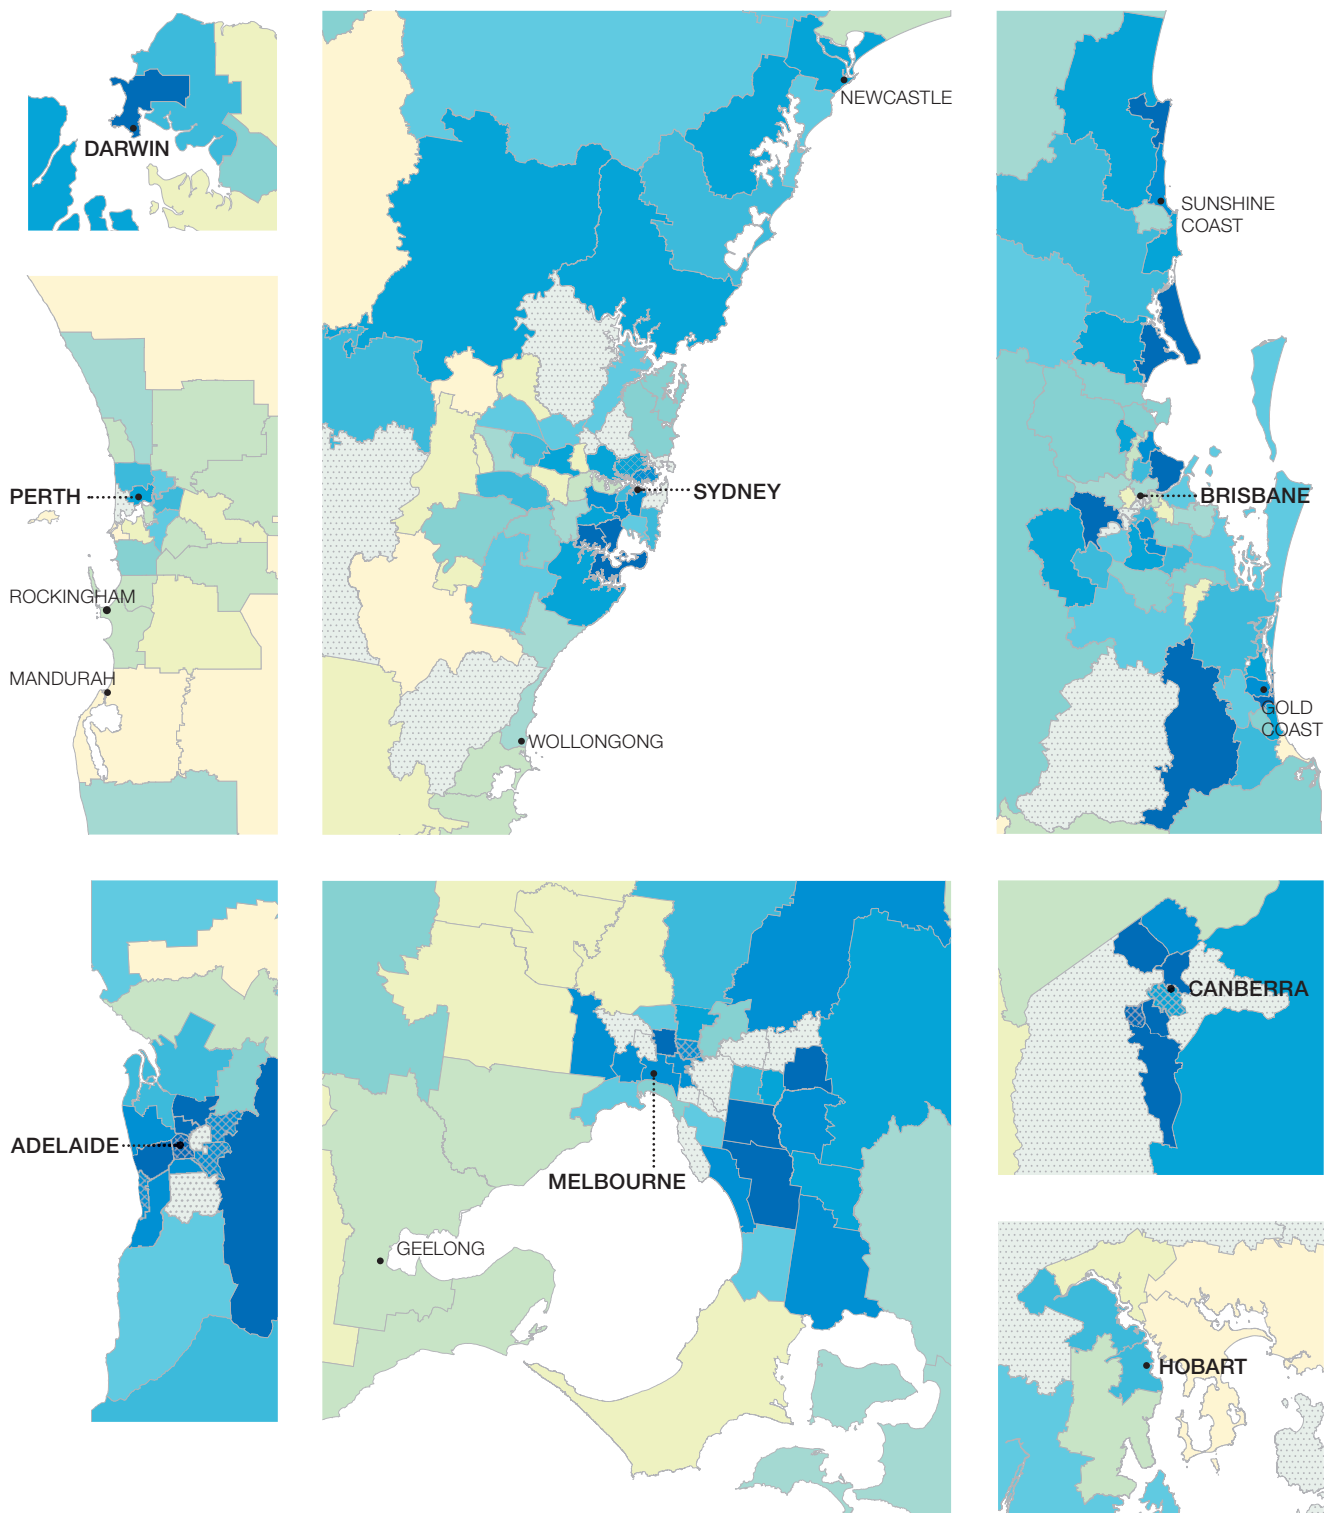 NEWCASTLE
DARWIN
SUNSHINE
COAST
PERTH
SYDNEY
BRISBANE
ROCKINGHAM
MANDURAH
GOLD
COAST
WOLLONGONG
CANBERRA
ADELAIDE
MELBOURNE
GEELONG
HOBART